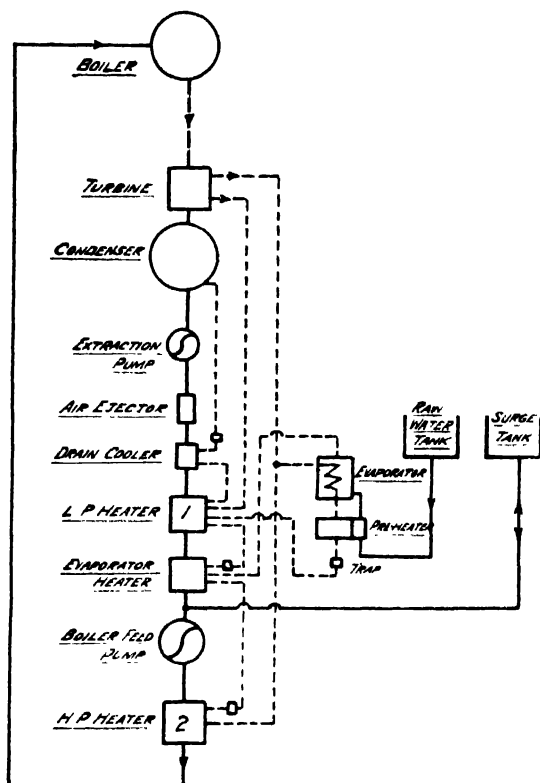 BOILER
TURBINE
CONDENSER
EXTRACTION
PUMP
AIR EJECTOR
DRAIN COOLER
L P HEATER
1
EVAPORATOR
HEATER
BOILER FEED
PUMP
H P HEATER
2
EVAPORATOR
PREHEATER
TRAP
RAW
WATER
TANK
SURGE
TANK